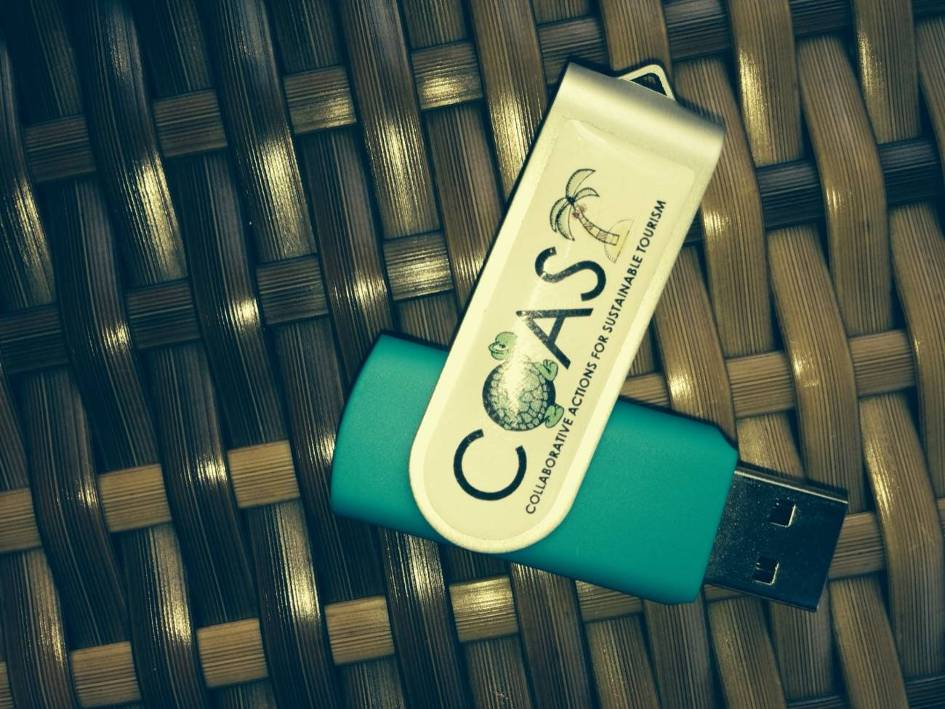 COAST
COLLABORATIVE ACTIONS FOR SUSTAINABLE TOURISM